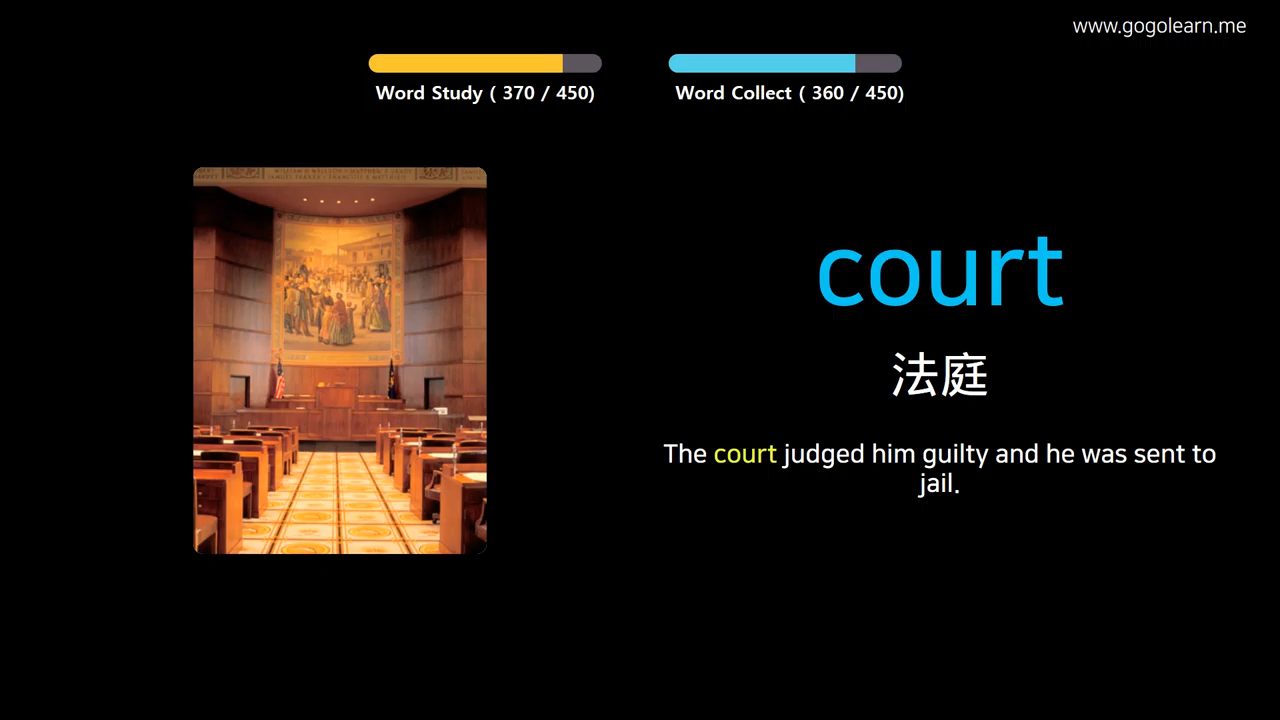 www.gogolearn.me
Word Study ( 370 / 450)
Word Collect ( 360 / 450)
court
法庭
The court judged him guilty and he was sent to
jail.